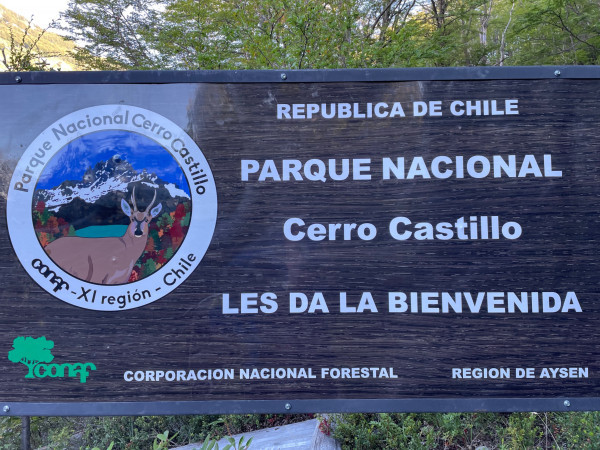 Parque Nacional Cerro Castillo
conaf - XI región - Chile
REPUBLICA DE CHILE
PARQUE NACIONAL
Cerro Castillo
LES DA LA BIENVENIDA
conaf
CORPORACION NACIONAL FORESTAL
REGION DE AYSEN